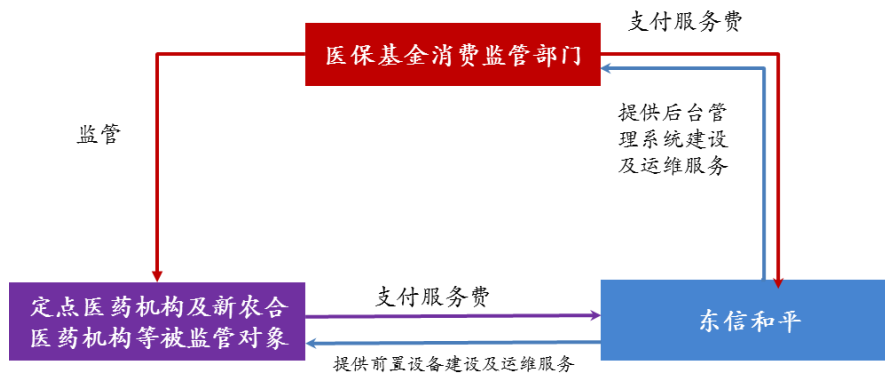 支付服务费
医保基金消费监管部门
监管
提供后台管
理系统建设
及运维服务
定点医药机构及新农合
医药机构等被监管对象
支付服务费
东信和平
提供前置设备建设及运维服务